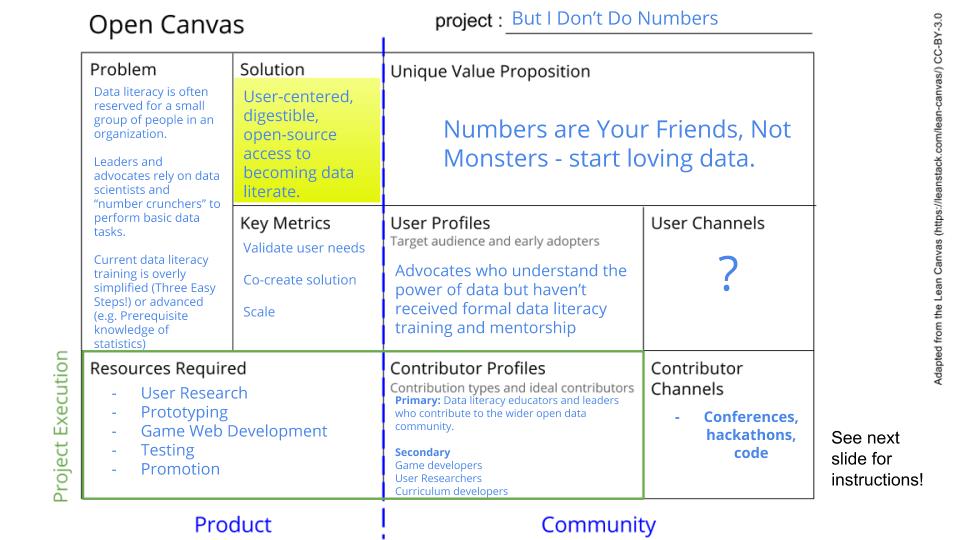 Open Canvas
project : But I Don’t Do Numbers
Problem
Data literacy is often
reserved for a small
group of people in an
organization.
Leaders and
advocates rely on data
scientists and
“number crunchers” to
perform basic data
tasks.
Current data literacy
training is overly
simplified (Three Easy
Steps!) or advanced
(e.g. Prerequisite
knowledge of
statistics)
Solution
User-centered,
digestible,
open-source
access to
becoming data
literate.
Unique Value Proposition
Numbers are Your Friends, Not
Monsters - start loving data.
Key Metrics
Validate user needs
Co-create solution
Scale
User Profiles
Target audience and early adopters
Advocates who understand the
power of data but haven’t
received formal data literacy
training and mentorship
User Channels
?
Resources Required
- User Research
- Prototyping
- Game Web Development
- Testing
- Promotion
Contributor Profiles
Contribution types and ideal contributors
Primary: Data literacy educators and leaders
who contribute to the wider open data
community.
Secondary
Game developers
User Researchers
Curriculum developers
Contributor
Channels
- Conferences,
hackathons,
code
Project Execution
Product
Community
See next
slide for
instructions!
Adapted from the Lean Canvas (https://leanstack.com/lean-canvas/) CC-BY-3.0